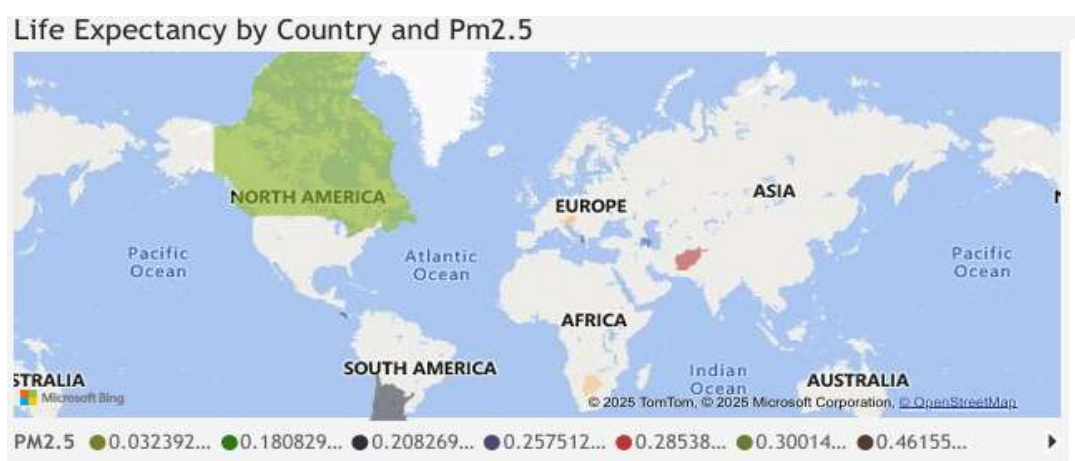 Life Expectancy by Country and Pm2.5
NORTH AMERICA
EUROPE
ASIA
Pacific
Ocean
Atlantic
Ocean
Pacific
Ocean
AFRICA
SOUTH AMERICA
Indian
Ocean
STRALIA
AUSTRALIA
Microsoft Bing
© 2025 TomTom, © 2025 Microsoft Corporation, © OpenStreetMap
PM2.5 0.032392... 0.180829... 0.208269... 0.257512... 0.28538... 0.30014... 0.46155...